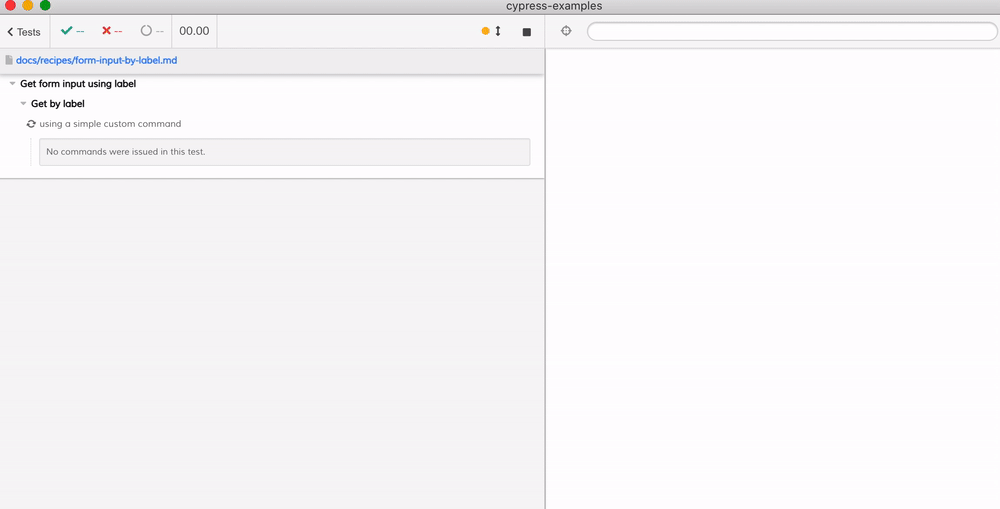 cypress-examples
Tests -- -- -- 00.00
docs/recipes/form-input-by-label.md
Get form input using label
Get by label
using a simple custom command
No commands were issued in this test.